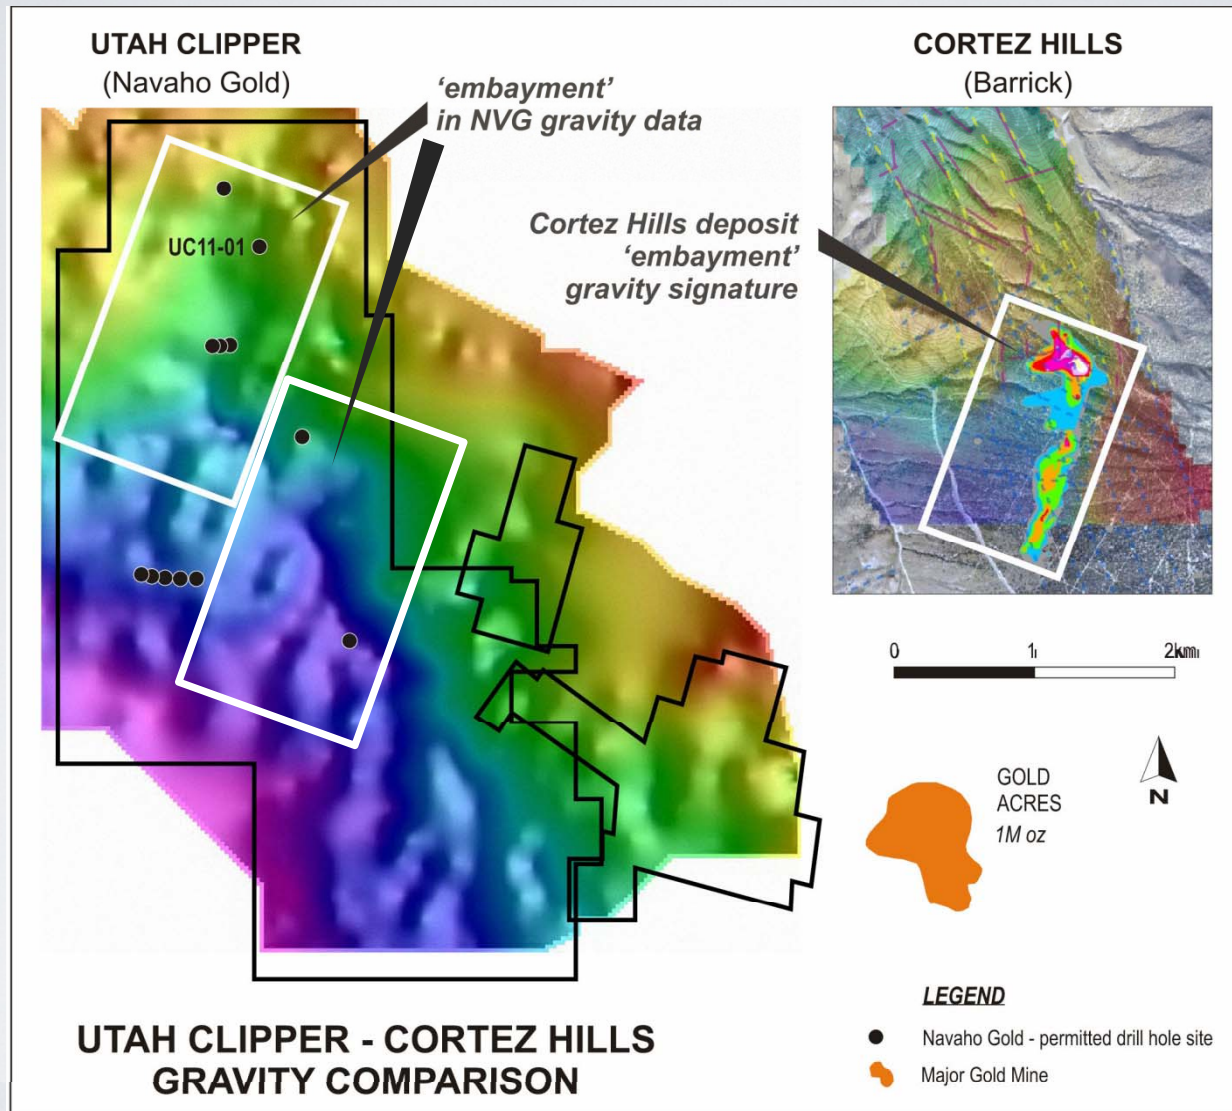 UTAH CLIPPER
(Navaho Gold)
CORTEZ HILLS
(Barrick)
‘embayment’
in NVG gravity data
UC11-01
Cortez Hills deposit
‘embayment’
gravity signature
0 1 2km
GOLD
ACRES
1M oz
N
LEGEND
Navaho Gold - permitted drill hole site
Major Gold Mine
UTAH CLIPPER - CORTEZ HILLS
GRAVITY COMPARISON